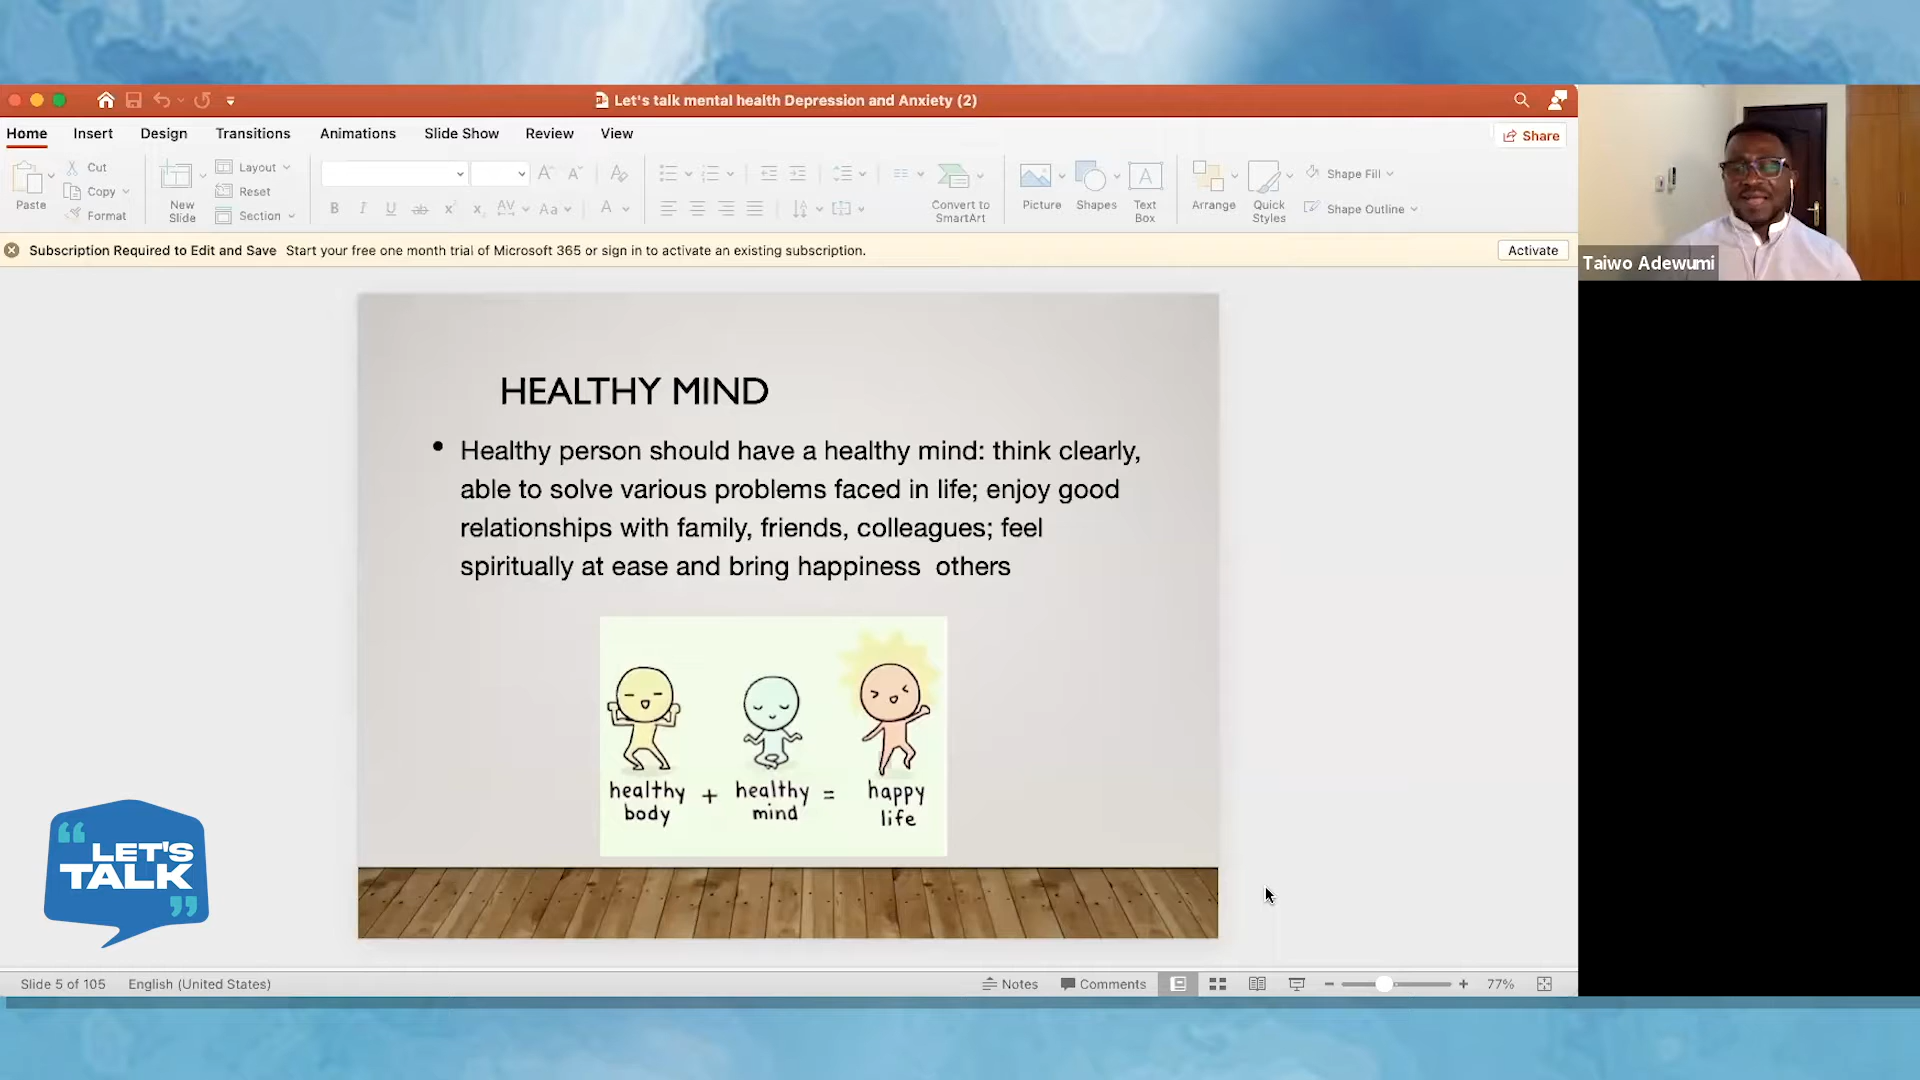 Let's talk mental health Depression and Anxiety (2)
Home Insert Design Transitions Animations Slide Show Review View
Share
Paste
Cut
Copy
Format
New
Slide
Layout
Reset
Section
B I U ab x² x₂ AV Aa A
Convert to
SmartArt
Picture
Shapes
Text
Box
Arrange
Quick
Styles
Shape Fill
Shape Outline
Subscription Required to Edit and Save Start your free one month trial of Microsoft 365 or sign in to activate an existing subscription.
Activate
Taiwo Adewumi
HEALTHY MIND
• Healthy person should have a healthy mind: think clearly,
able to solve various problems faced in life; enjoy good
relationships with family, friends, colleagues; feel
spiritually at ease and bring happiness  others
healthy + healthy = happy
body mind life
“ LET'S
TALK ”
Slide 5 of 105 English (United States) Notes Comments 77%